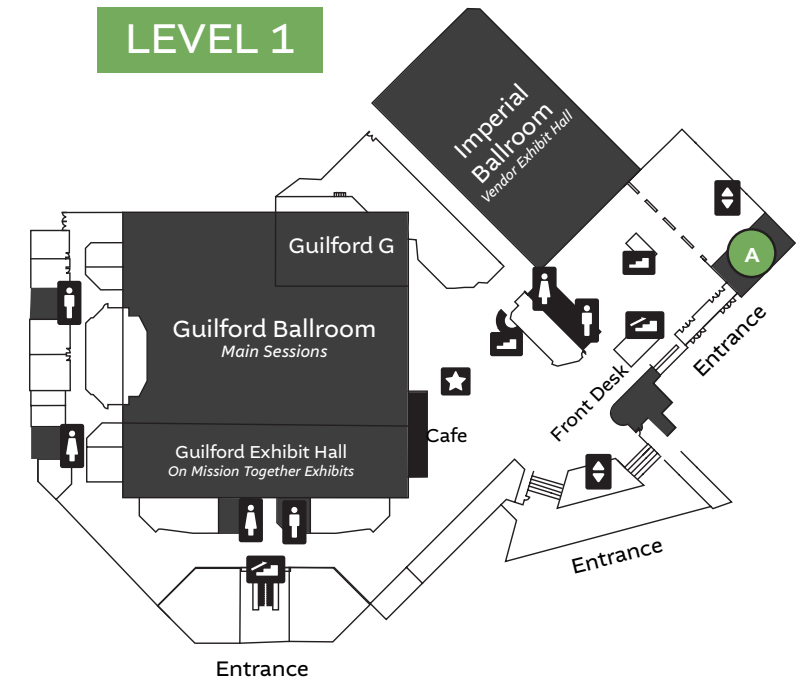 LEVEL 1
Imperial
Ballroom
Vendor Exhibit Hall
Guilford G
A
Guilford Ballroom
Main Sessions
Entrance
Front Desk
Cafe
Guilford Exhibit Hall
On Mission Together Exhibits
Entrance
Entrance